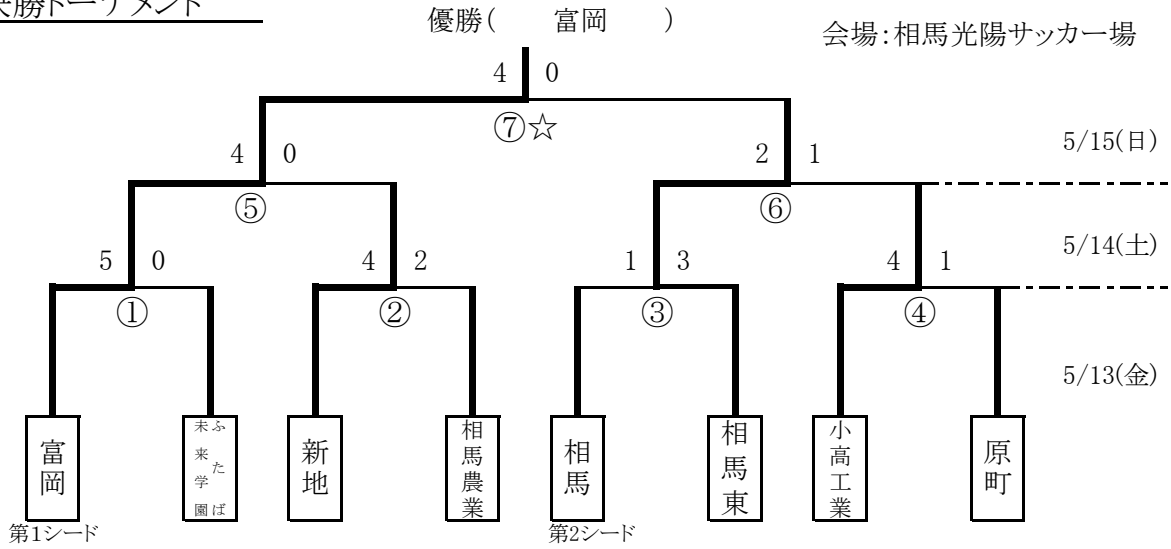 決勝トーナメント
優勝(　　富岡　　)
会場：相馬光陽サッカー場
4 0
⑦☆
5/15(日)
4 0
2 1
⑤
⑥
5/14(土)
5 0
4 2
1 3
4 1
①
②
③
④
5/13(金)
富岡
ふたば
未来学園
新地
相馬農業
相馬
相馬東
小高工業
原町
第1シード
第2シード